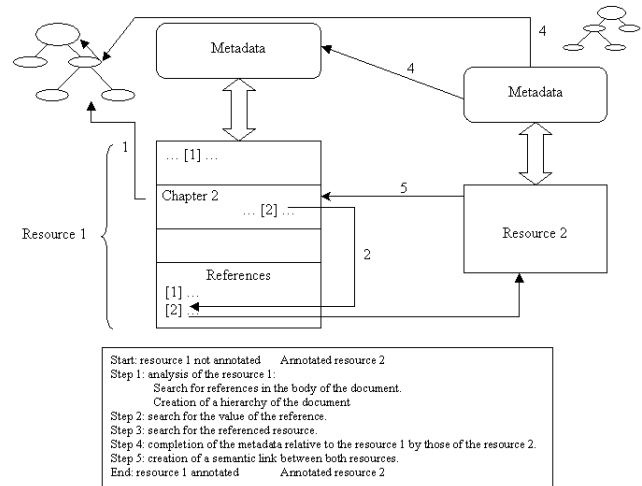 4
Metadata
4
Metadata
1
… [1] …
Chapter 2
… [2] …
5
Resource 1
2
Resource 2
References
[1] …
[2] …
Start: resource 1 not annotated Annotated resource 2
Step 1: analysis of the resource 1:
Search for references in the body of the document.
Creation of a hierarchy of the document
Step 2: search for the value of the reference.
Step 3: search for the referenced resource.
Step 4: completion of the metadata relative to the resource 1 by those of the resource 2.
Step 5: creation of a semantic link between both resources.
End: resource 1 annotated Annotated resource 2